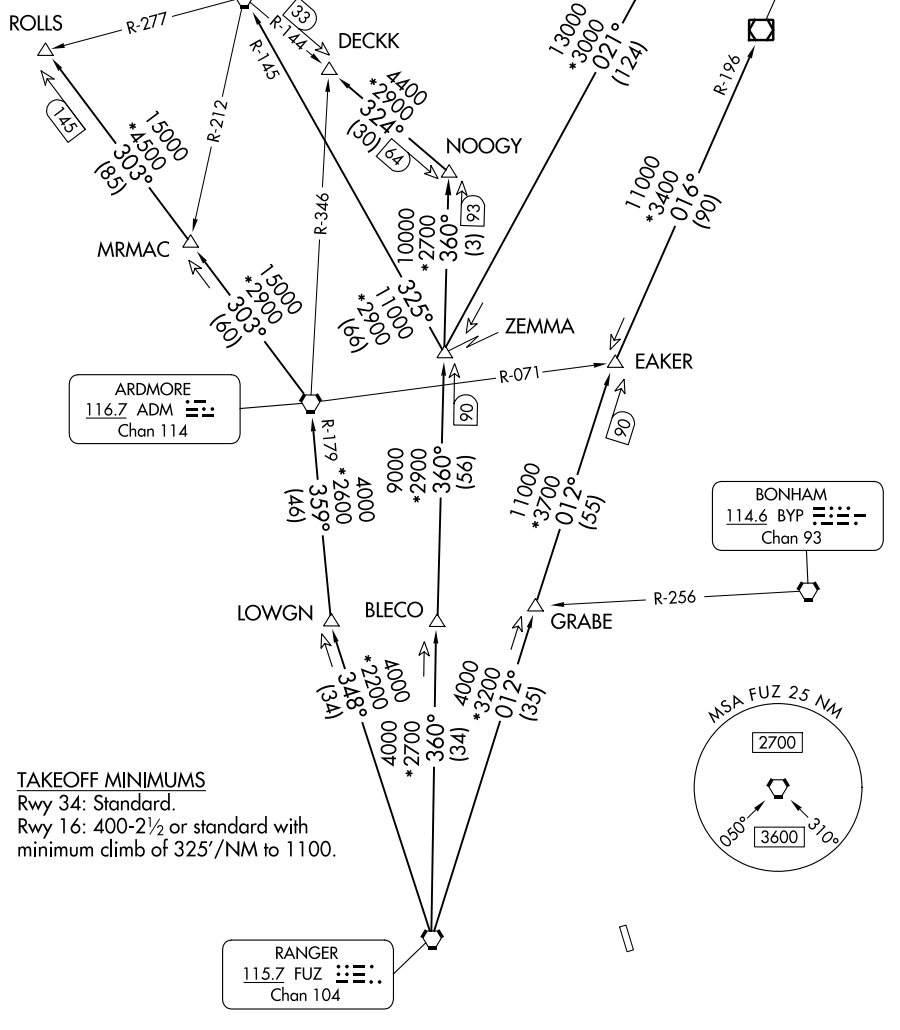 ROLLS
R-277
33
R-144
DECKK
R-145
13000
*3000
021°
(124)
R-196
145
15000
*4500
303°
(85)
R-212
4400
*2900
324°
(30)
64
NOOGY
93
R-346
10000
*2700
360°
(3)
11000
*3400
016°
(90)
MRMAC
15000
*2900
303°
(60)
325°
11000
*2900
(66)
ZEMMA
EAKER
R-071
ARDMORE
116.7 ADM
Chan 114
90
90
R-179
4000
*2600
359°
(46)
9000
*2900
360°
(56)
11000
*3700
012°
(55)
BONHAM
114.6 BYP
Chan 93
R-256
LOWGN
BLECO
GRABE
4000
*2200
348°
(34)
4000
*2700
360°
(34)
4000
*3200
012°
(35)
MSA FUZ 25 NM
2700
050°
3600
310°
TAKEOFF MINIMUMS
Rwy 34: Standard.
Rwy 16: 400-2½ or standard with
minimum climb of 325'/NM to 1100.
RANGER
115.7 FUZ
Chan 104